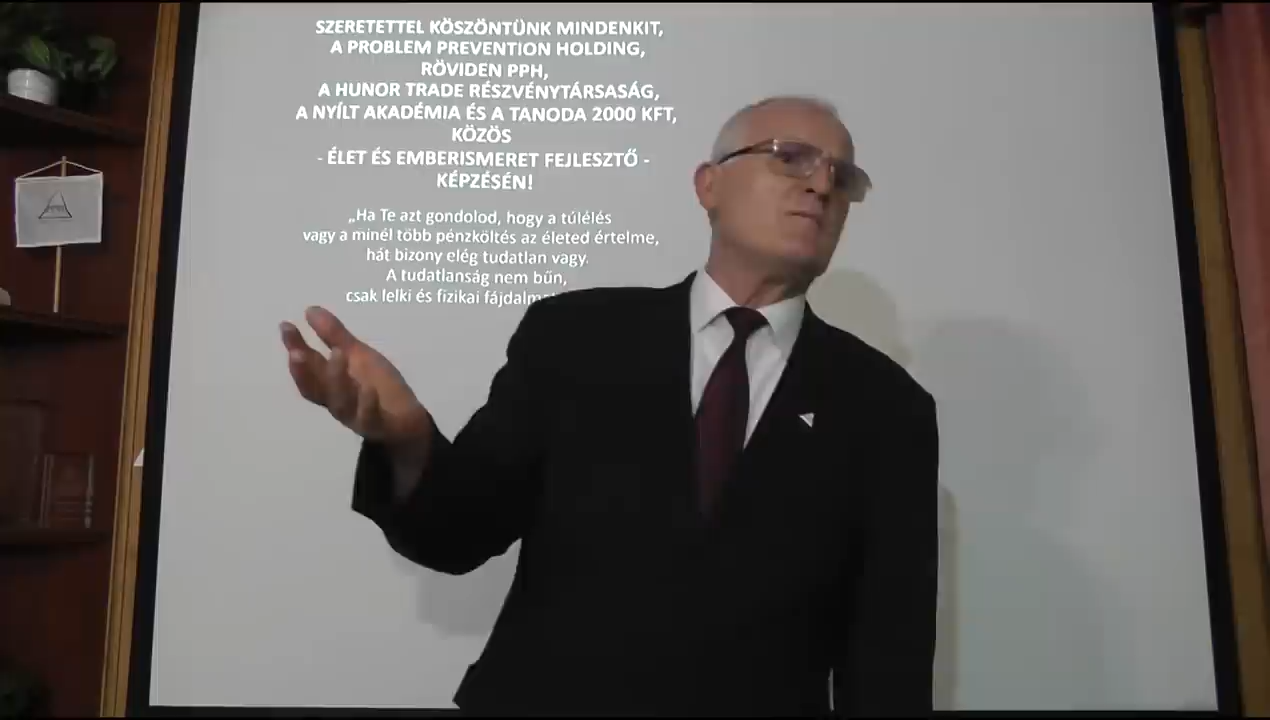 SZERETETTEL KÖSZÖNTÜNK MINDENKIT,
A PROBLEM PREVENTION HOLDING,
RÖVIDEN PPH,
A HUNOR TRADE RÉSZVÉNYTÁRSASÁG,
A NYÍLT AKADÉMIA ÉS A TANODA 2000 KFT,
KÖZÖS
- ÉLET ÉS EMBERISMERET FEJLESZTŐ -
KÉPZÉSÉN!
„Ha Te azt gondolod, hogy a túlélés
vagy a minél több pénzköltés az életed értelme,
hát bizony elég tudatlan vagy.
A tudatlanság nem bűn,
csak lelki és fizikai